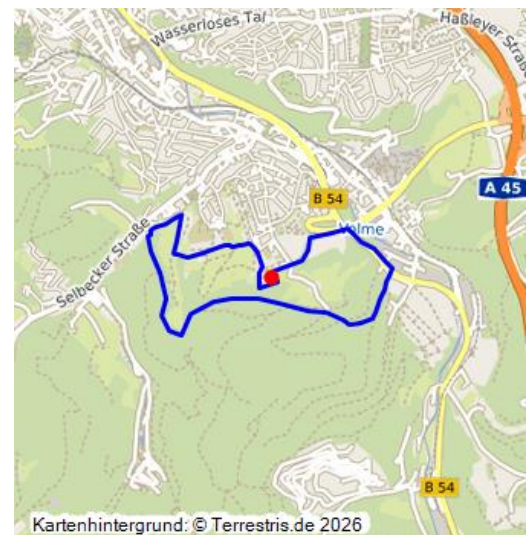 Wasserloses Tal
Haßleyer Straße
A 45
B 54
Volme
Selbecker Straße
B 54
Kartenhintergrund: © Terrestris.de 2026